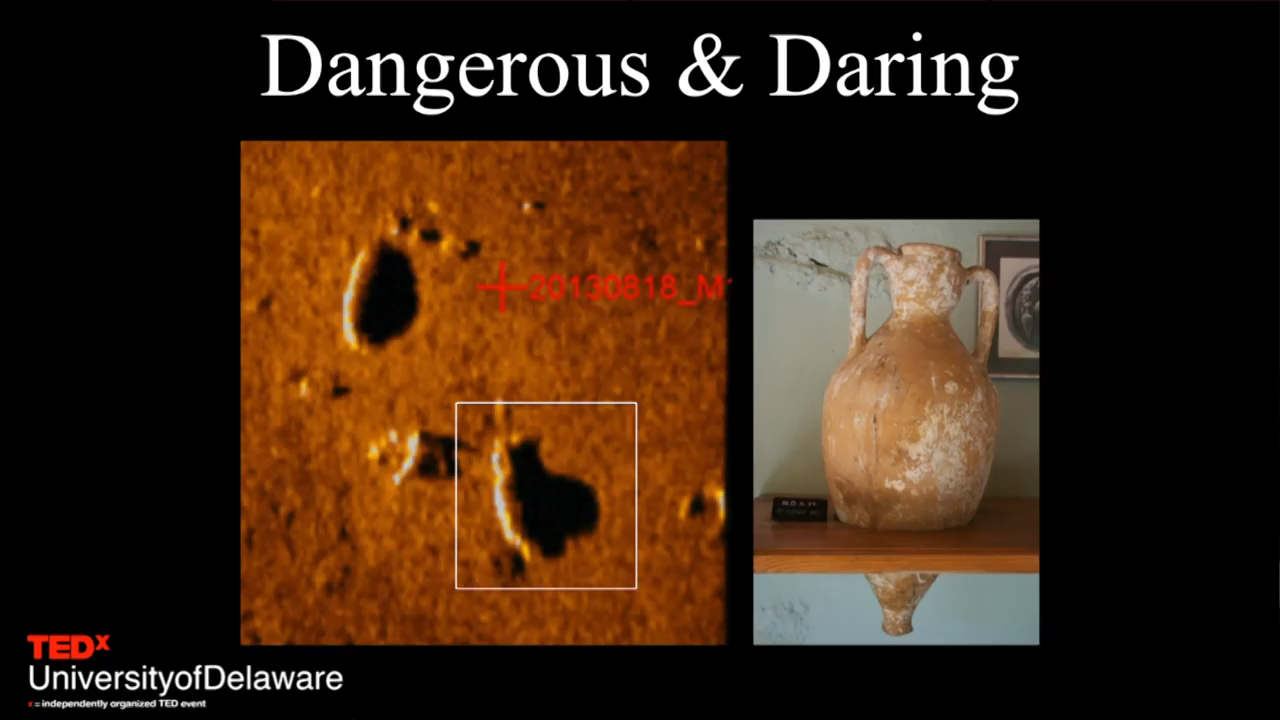 Dangerous & Daring
20130818_M
TEDx
UniversityofDelaware
x = independently organized TED event